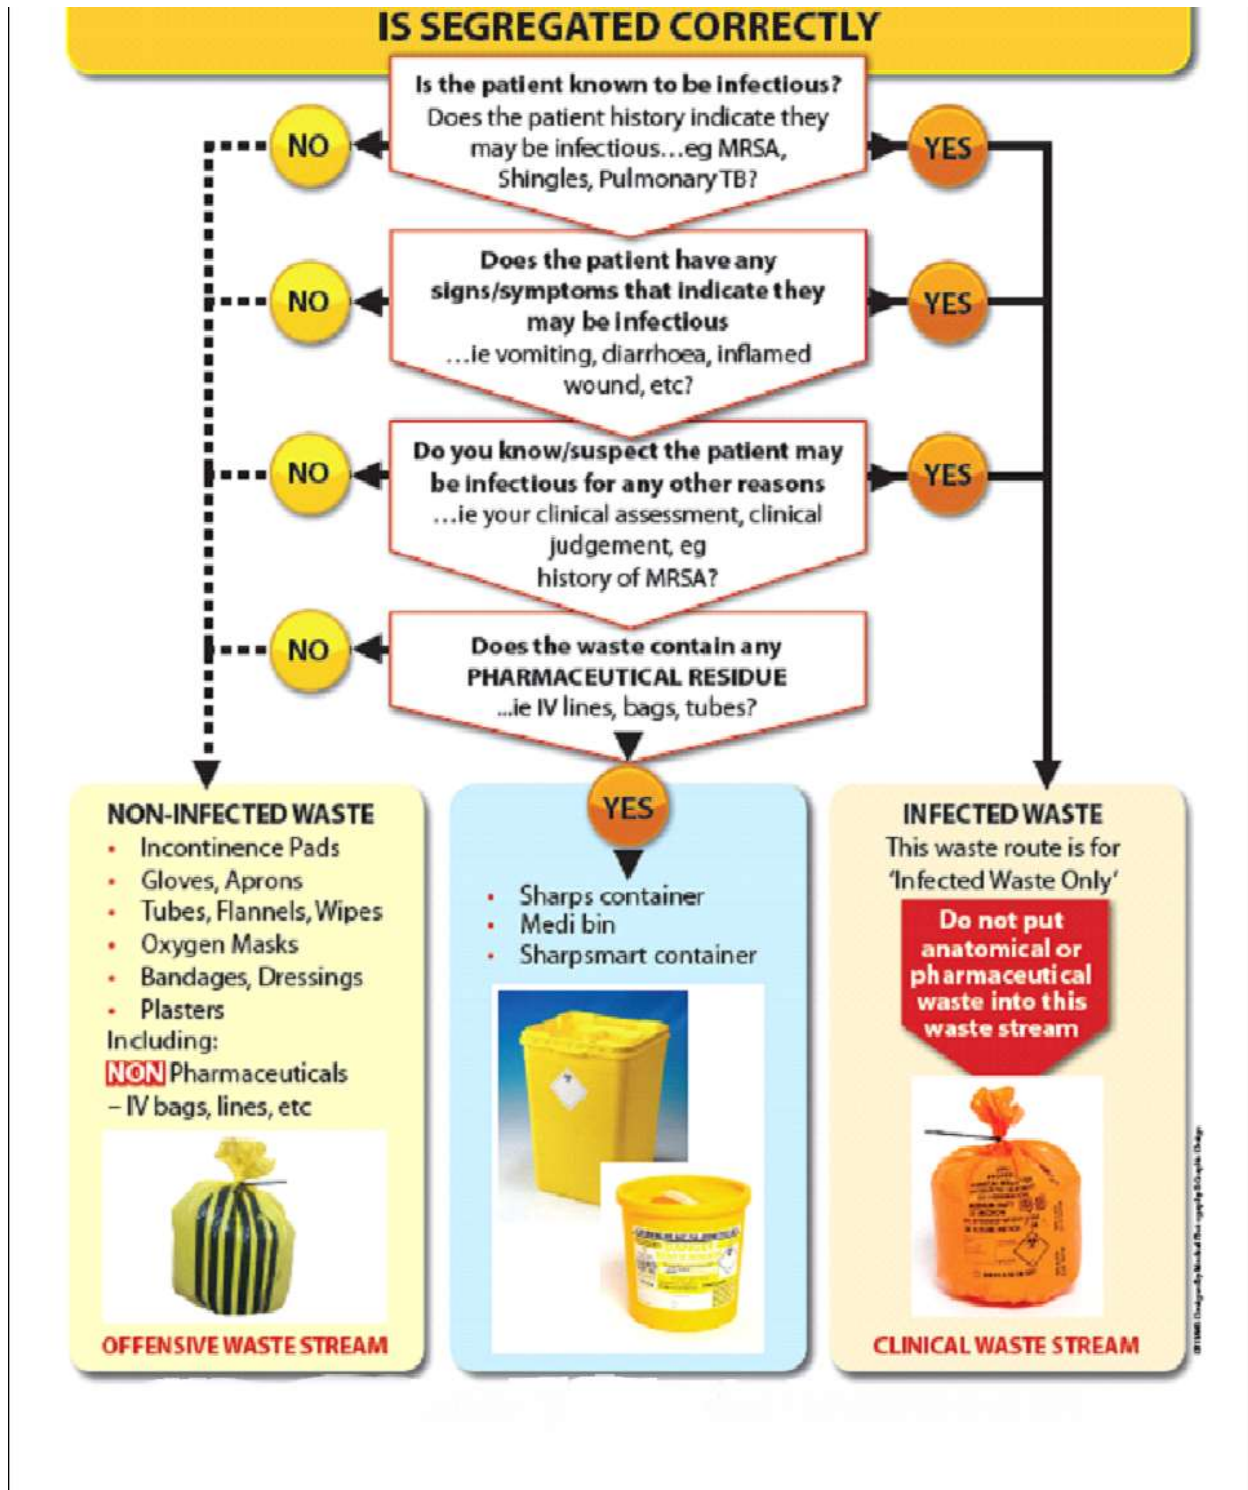 IS SEGREGATED CORRECTLY
Is the patient known to be infectious?
Does the patient history indicate they
may be infectious...eg MRSA,
Shingles, Pulmonary TB?
NO
YES
Does the patient have any
signs/symptoms that indicate they
may be infectious
...ie vomiting, diarrhoea, inflamed
wound, etc?
NO
YES
Do you know/suspect the patient may
be infectious for any other reasons
...ie your clinical assessment, clinical
judgement, eg
history of MRSA?
NO
YES
Does the waste contain any
PHARMACEUTICAL RESIDUE
...ie IV lines, bags, tubes?
NO
YES
NON-INFECTED WASTE
• Incontinence Pads
• Gloves, Aprons
• Tubes, Flannels, Wipes
• Oxygen Masks
• Bandages, Dressings
• Plasters
Including:
NON Pharmaceuticals
– IV bags, lines, etc
OFFENSIVE WASTE STREAM
• Sharps container
• Medi bin
• Sharpsmart container
INFECTED WASTE
This waste route is for
'Infected Waste Only'
Do not put
anatomical or
pharmaceutical
waste into this
waste stream
CLINICAL WASTE STREAM